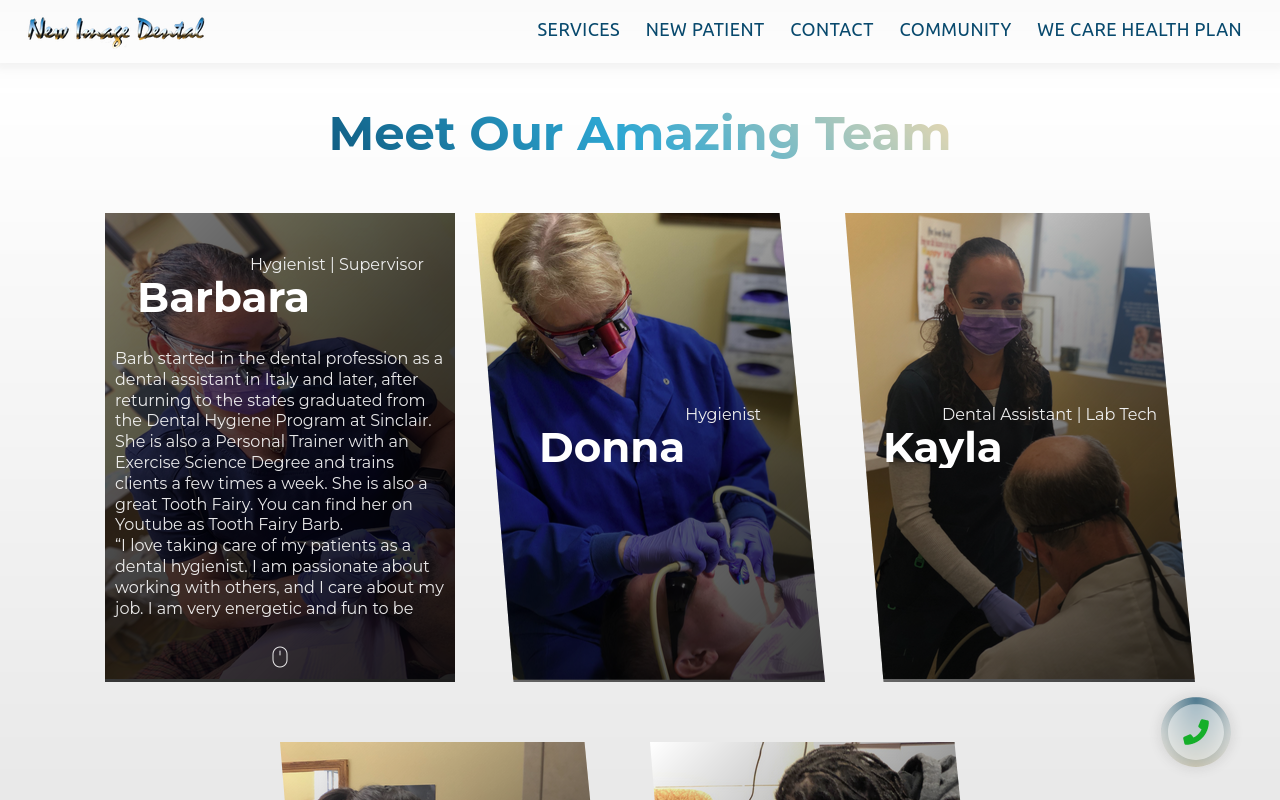 New Image Dental
SERVICES
NEW PATIENT
CONTACT
COMMUNITY
WE CARE HEALTH PLAN
Meet Our Amazing Team
Hygienist | Supervisor
Barbara
Barb started in the dental profession as a
dental assistant in Italy and later, after
returning to the states graduated from
the Dental Hygiene Program at Sinclair.
She is also a Personal Trainer with an
Exercise Science Degree and trains
clients a few times a week. She is also a
great Tooth Fairy. You can find her on
Youtube as Tooth Fairy Barb.
“I love taking care of my patients as a
dental hygienist. I am passionate about
working with others, and I care about my
job. I am very energetic and fun to be
Hygienist
Donna
Dental Assistant | Lab Tech
Kayla